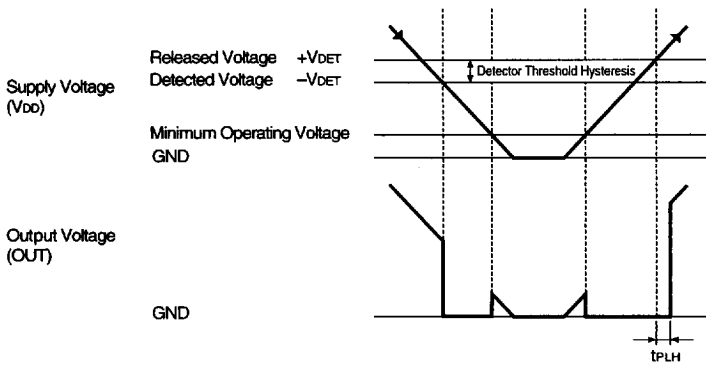 Released Voltage +VDET
Detector Threshold Hysteresis
Detected Voltage –VDET
Supply Voltage
(VDD)
Minimum Operating Voltage
GND
Output Voltage
(OUT)
GND
tPLH